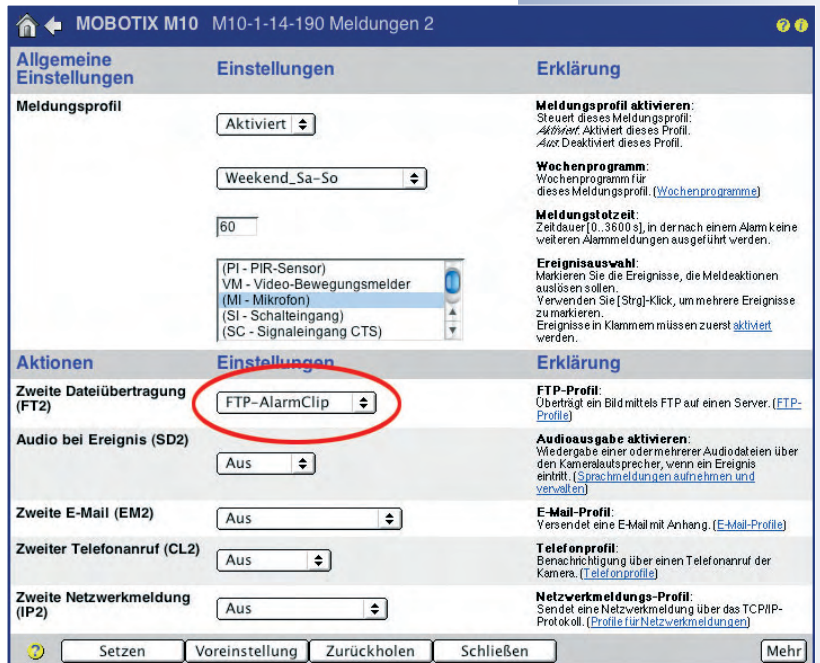 MOBOTIX M10 M10-1-14-190 Meldungen 2
Allgemeine Einstellungen
Einstellungen
Erklärung
Meldungsprofil
Aktiviert
Meldungsprofil aktivieren:
Steuert dieses Meldungsprofil:
Aktiviert: Aktiviert dieses Profil.
Aus: Deaktiviert dieses Profil.
Weekend_Sa-So
Wochenprogramm:
Wochenprogramm für
dieses Meldungsprofil. (Wochenprogramme)
60
Meldungstotzeit:
Zeitdauer [0..3600 s], in der nach einem Alarm keine
weiteren Alarmmeldungen ausgeführt werden.
(PI - PIR-Sensor)
VM - Video-Bewegungsmelder
(MI - Mikrofon)
(SI - Schalteingang)
(SC - Signaleingang CTS)
Ereignisauswahl:
Markieren Sie die Ereignisse, die Meldeaktionen
auslösen sollen.
Verwenden Sie [Strg]-Klick, um mehrere Ereignisse
zu markieren.
Ereignisse in Klammern müssen zuerst aktiviert
werden.
Aktionen
Einstellungen
Erklärung
Zweite Dateiübertragung
(FT2)
FTP-AlarmClip
FTP-Profil:
Überträgt ein Bild mittels FTP auf einen Server. (FTP-
Profile)
Audio bei Ereignis (SD2)
Aus
Audioausgabe aktivieren:
Wiedergabe einer oder mehrerer Audiodateien über
den Kameralautsprecher, wenn ein Ereignis
eintritt. (Sprachmeldungen aufnehmen und
verwalten)
Zweite E-Mail (EM2)
Aus
E-Mail-Profil:
Versendet eine E-Mail mit Anhang. (E-Mail-Profile)
Zweiter Telefonanruf (CL2)
Aus
Telefonprofil:
Benachrichtigung über einen Telefonanruf der
Kamera. (Telefonprofile)
Zweite Netzwerkmeldung
(IP2)
Aus
Netzwerkmeldungs-Profil:
Sendet eine Netzwerkmeldung über das TCP/IP-
Protokoll. (Profile für Netzwerkmeldungen)
Setzen Voreinstellung Zurückholen Schließen Mehr